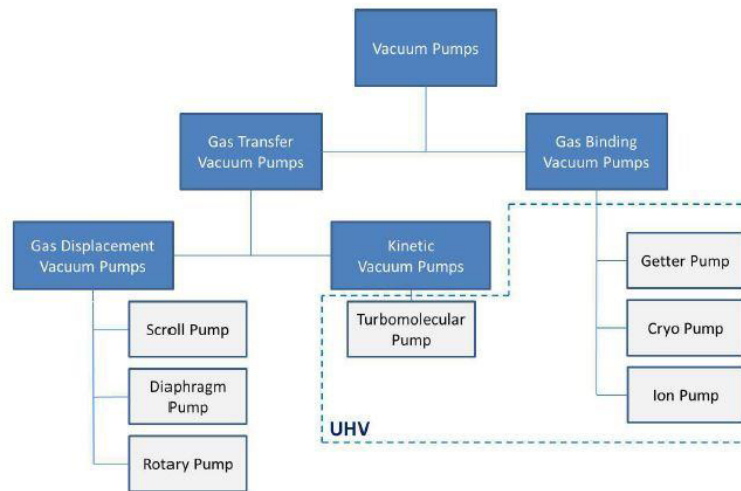 Vacuum Pumps
Gas Transfer
Vacuum Pumps
Gas Binding
Vacuum Pumps
Gas Displacement
Vacuum Pumps
Kinetic
Vacuum Pumps
Getter Pump
Scroll Pump
Turbomolecular
Pump
Cryo Pump
Diaphragm
Pump
Ion Pump
UHV
Rotary Pump